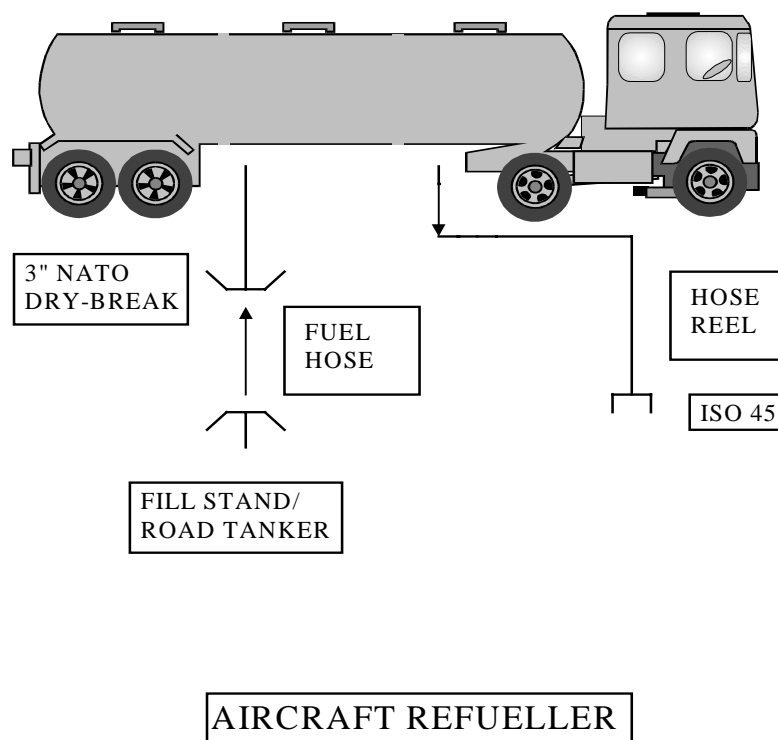 3" NATO
DRY-BREAK
FUEL
HOSE
HOSE
REEL
ISO 45
FILL STAND/
ROAD TANKER
AIRCRAFT REFUELLER